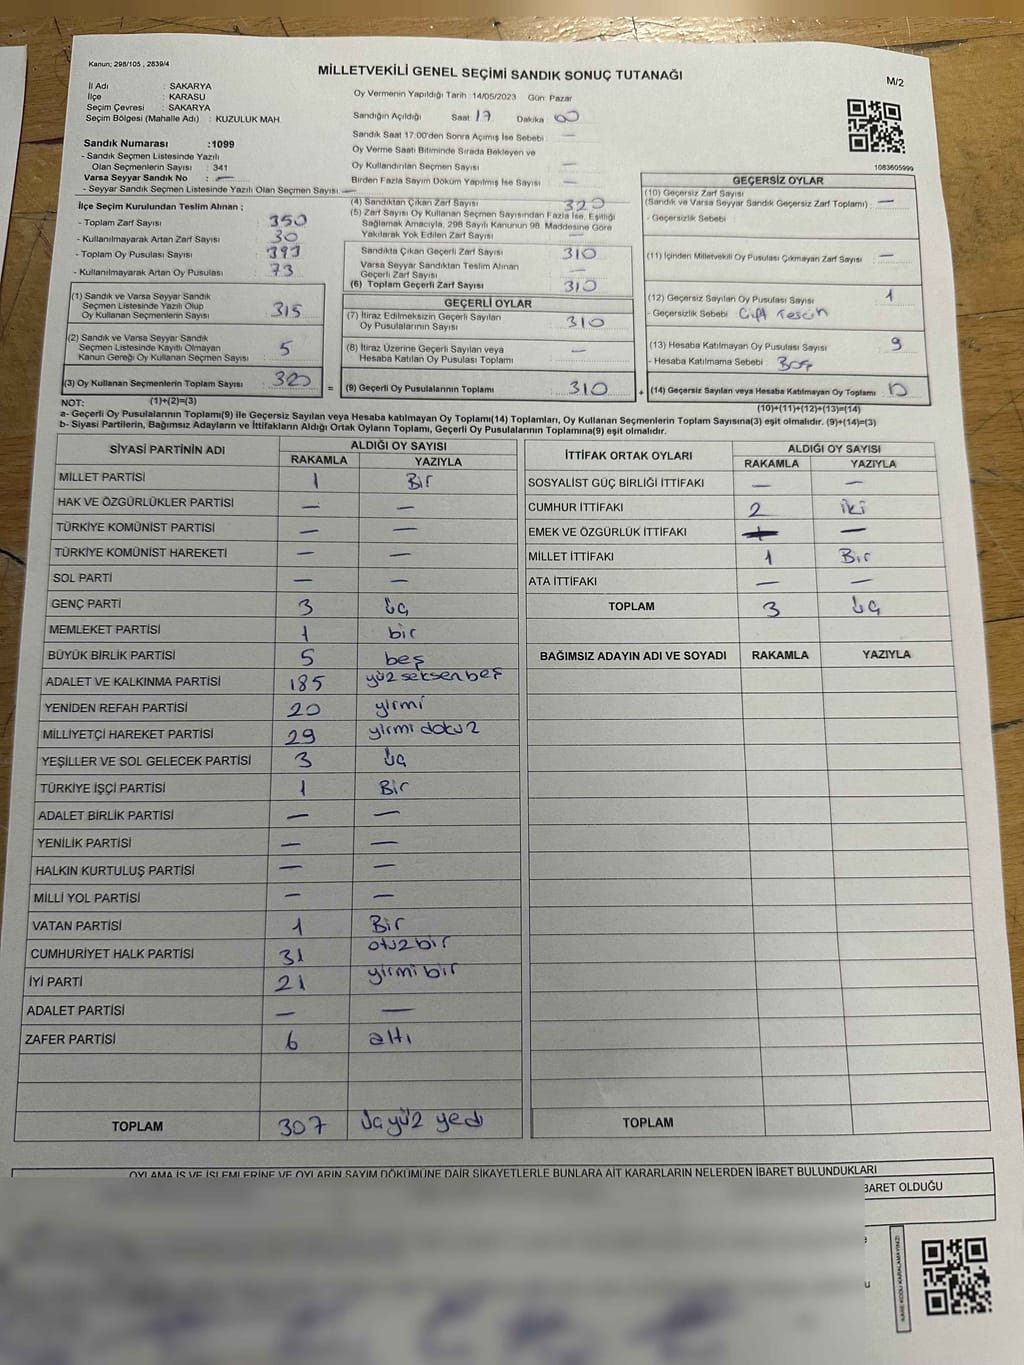 Kanun; 298/105 , 2839/4
MİLLETVEKİLİ GENEL SEÇİMİ SANDIK SONUÇ TUTANAĞI
M/2
İl Adı : SAKARYA
İlçe : KARASU
Seçim Çevresi : SAKARYA
Seçim Bölgesi (Mahalle Adı) : KUZULUK MAH.
Sandık Numarası :1099
- Sandık Seçmen Listesinde Yazılı
Olan Seçmenlerin Sayısı : 341
Varsa Seyyar Sandık No : —
- Seyyar Sandık Seçmen Listesinde Yazılı Olan Seçmen Sayısı: —
Oy Vermenin Yapıldığı Tarih :14/05/2023 Gün: Pazar
Sandığın Açıldığı Saat 17 Dakika 00
Sandık Saat 17:00'den Sonra Açımış İse Sebebi : —
Oy Verme Saati Bitiminde Sırada Bekleyen ve
Oy Kullandırılan Seçmen Sayısı —
Birden Fazla Sayım Döküm Yapılmış İse Sayısı : —
1083605999
İlçe Seçim Kurulundan Teslim Alınan ;
- Toplam Zarf Sayısı : 350
- Kullanılmayarak Artan Zarf Sayısı : 30
- Toplam Oy Pusulası Sayısı : 393
- Kullanılmayarak Artan Oy Pusulası : 73
(1) Sandık ve Varsa Seyyar Sandık
Seçmen Listesinde Yazılı Olup
Oy Kullanan Seçmenlerin Sayısı : 315
(2) Sandık ve Varsa Seyyar Sandık
Seçmen Listesinde Kayıtlı Olmayan
Kanun Gereği Oy Kullanan Seçmen Sayısı : 5
(3) Oy Kullanan Seçmenlerin Toplam Sayısı : 320 =
(1)+(2)=(3)
(4) Sandıktan Çıkan Zarf Sayısı : 320
(5) Zarf Sayısı Oy Kullanan Seçmen Sayısından Fazla İse, Eşitliği
Sağlamak Amacıyla, 298 Sayılı Kanunun 98. Maddesine Göre
Yakılarak Yok Edilen Zarf Sayısı : —
Sandıkta Çıkan Geçerli Zarf Sayısı : 310
Varsa Seyyar Sandıktan Teslim Alınan
Geçerli Zarf Sayısı : —
(6) Toplam Geçerli Zarf Sayısı : 310
GEÇERLİ OYLAR
(7) İtiraz Edilmeksizin Geçerli Sayılan
Oy Pusulalarının Sayısı : 310
(8) İtiraz Üzerine Geçerli Sayılan veya
Hesaba Katılan Oy Pusulası Toplamı : —
(9) Geçerli Oy Pusulalarının Toplamı : 310 +
GEÇERSİZ OYLAR
(10) Geçersiz Zarf Sayısı
(Sandık ve Varsa Seyyar Sandık Geçersiz Zarf Toplamı) : —
- Geçersizlik Sebebi :
(11) İçinden Milletvekili Oy Pusulası Çıkmayan Zarf Sayısı : —
(12) Geçersiz Sayılan Oy Pusulası Sayısı : 1
- Geçersizlik Sebebi :
(13) Hesaba Katılmayan Oy Pusulası Sayısı : 9
- Hesaba Katılmama Sebebi : Boş
(14) Geçersiz Sayılan veya Hesaba Katılmayan Oy Toplamı :
(10)+(11)+(12)+(13)=(14)
NOT:
a- Geçerli Oy Pusulalarının Toplamı(9) ile Geçersiz Sayılan veya Hesaba katılmayan Oy Toplamı(14) Toplamları, Oy Kullanan Seçmenlerin Toplam Sayısına(3) eşit olmalıdır. (9)+(14)=(3)
b- Siyasi Partilerin, Bağımsız Adayların ve İttifakların Aldığı Ortak Oyların Toplamı, Geçerli Oy Pusulalarının Toplamına(9) eşit olmalıdır.
SİYASİ PARTİNİN ADI ALDIĞI OY SAYISI
RAKAMLA YAZIYLA
MİLLET PARTİSİ 1 Bir
HAK VE ÖZGÜRLÜKLER PARTİSİ — —
TÜRKİYE KOMÜNİST PARTİSİ — —
TÜRKİYE KOMÜNİST HAREKETİ — —
SOL PARTİ — —
GENÇ PARTİ 3 üç
MEMLEKET PARTİSİ 1 bir
BÜYÜK BİRLİK PARTİSİ 5 beş
ADALET VE KALKINMA PARTİSİ 185 yüz seksen beş
YENİDEN REFAH PARTİSİ 20 yirmi
MİLLİYETÇİ HAREKET PARTİSİ 29 yirmi dokuz
YEŞİLLER VE SOL GELECEK PARTİSİ 3 üç
TÜRKİYE İŞÇİ PARTİSİ 1 Bir
ADALET BİRLİK PARTİSİ — —
YENİLİK PARTİSİ — —
HALKIN KURTULUŞ PARTİSİ — —
MİLLİ YOL PARTİSİ — —
VATAN PARTİSİ 1 Bir
CUMHURİYET HALK PARTİSİ 31 otuz bir
İYİ PARTİ 21 yirmi bir
ADALET PARTİSİ — —
ZAFER PARTİSİ 6 altı
TOPLAM 307 üç yüz yedi
İTTİFAK ORTAK OYLARI ALDIĞI OY SAYISI
RAKAMLA YAZIYLA
SOSYALİST GÜÇ BİRLİĞİ İTTİFAKI — —
CUMHUR İTTİFAKI 2 iki
EMEK VE ÖZGÜRLÜK İTTİFAKI — —
MİLLET İTTİFAKI 1 Bir
ATA İTTİFAKI — —
TOPLAM 3 üç
BAĞIMSIZ ADAYIN ADI VE SOYADI RAKAMLA YAZIYLA
TOPLAM
OYLAMA İŞ VE İŞLEMLERİNE VE OYLARIN SAYIM DÖKÜMÜNE DAİR ŞİKAYETLERLE BUNLARA AİT KARARLARIN NELERDEN İBARET BULUNDUKLARI
BARET OLDUĞU